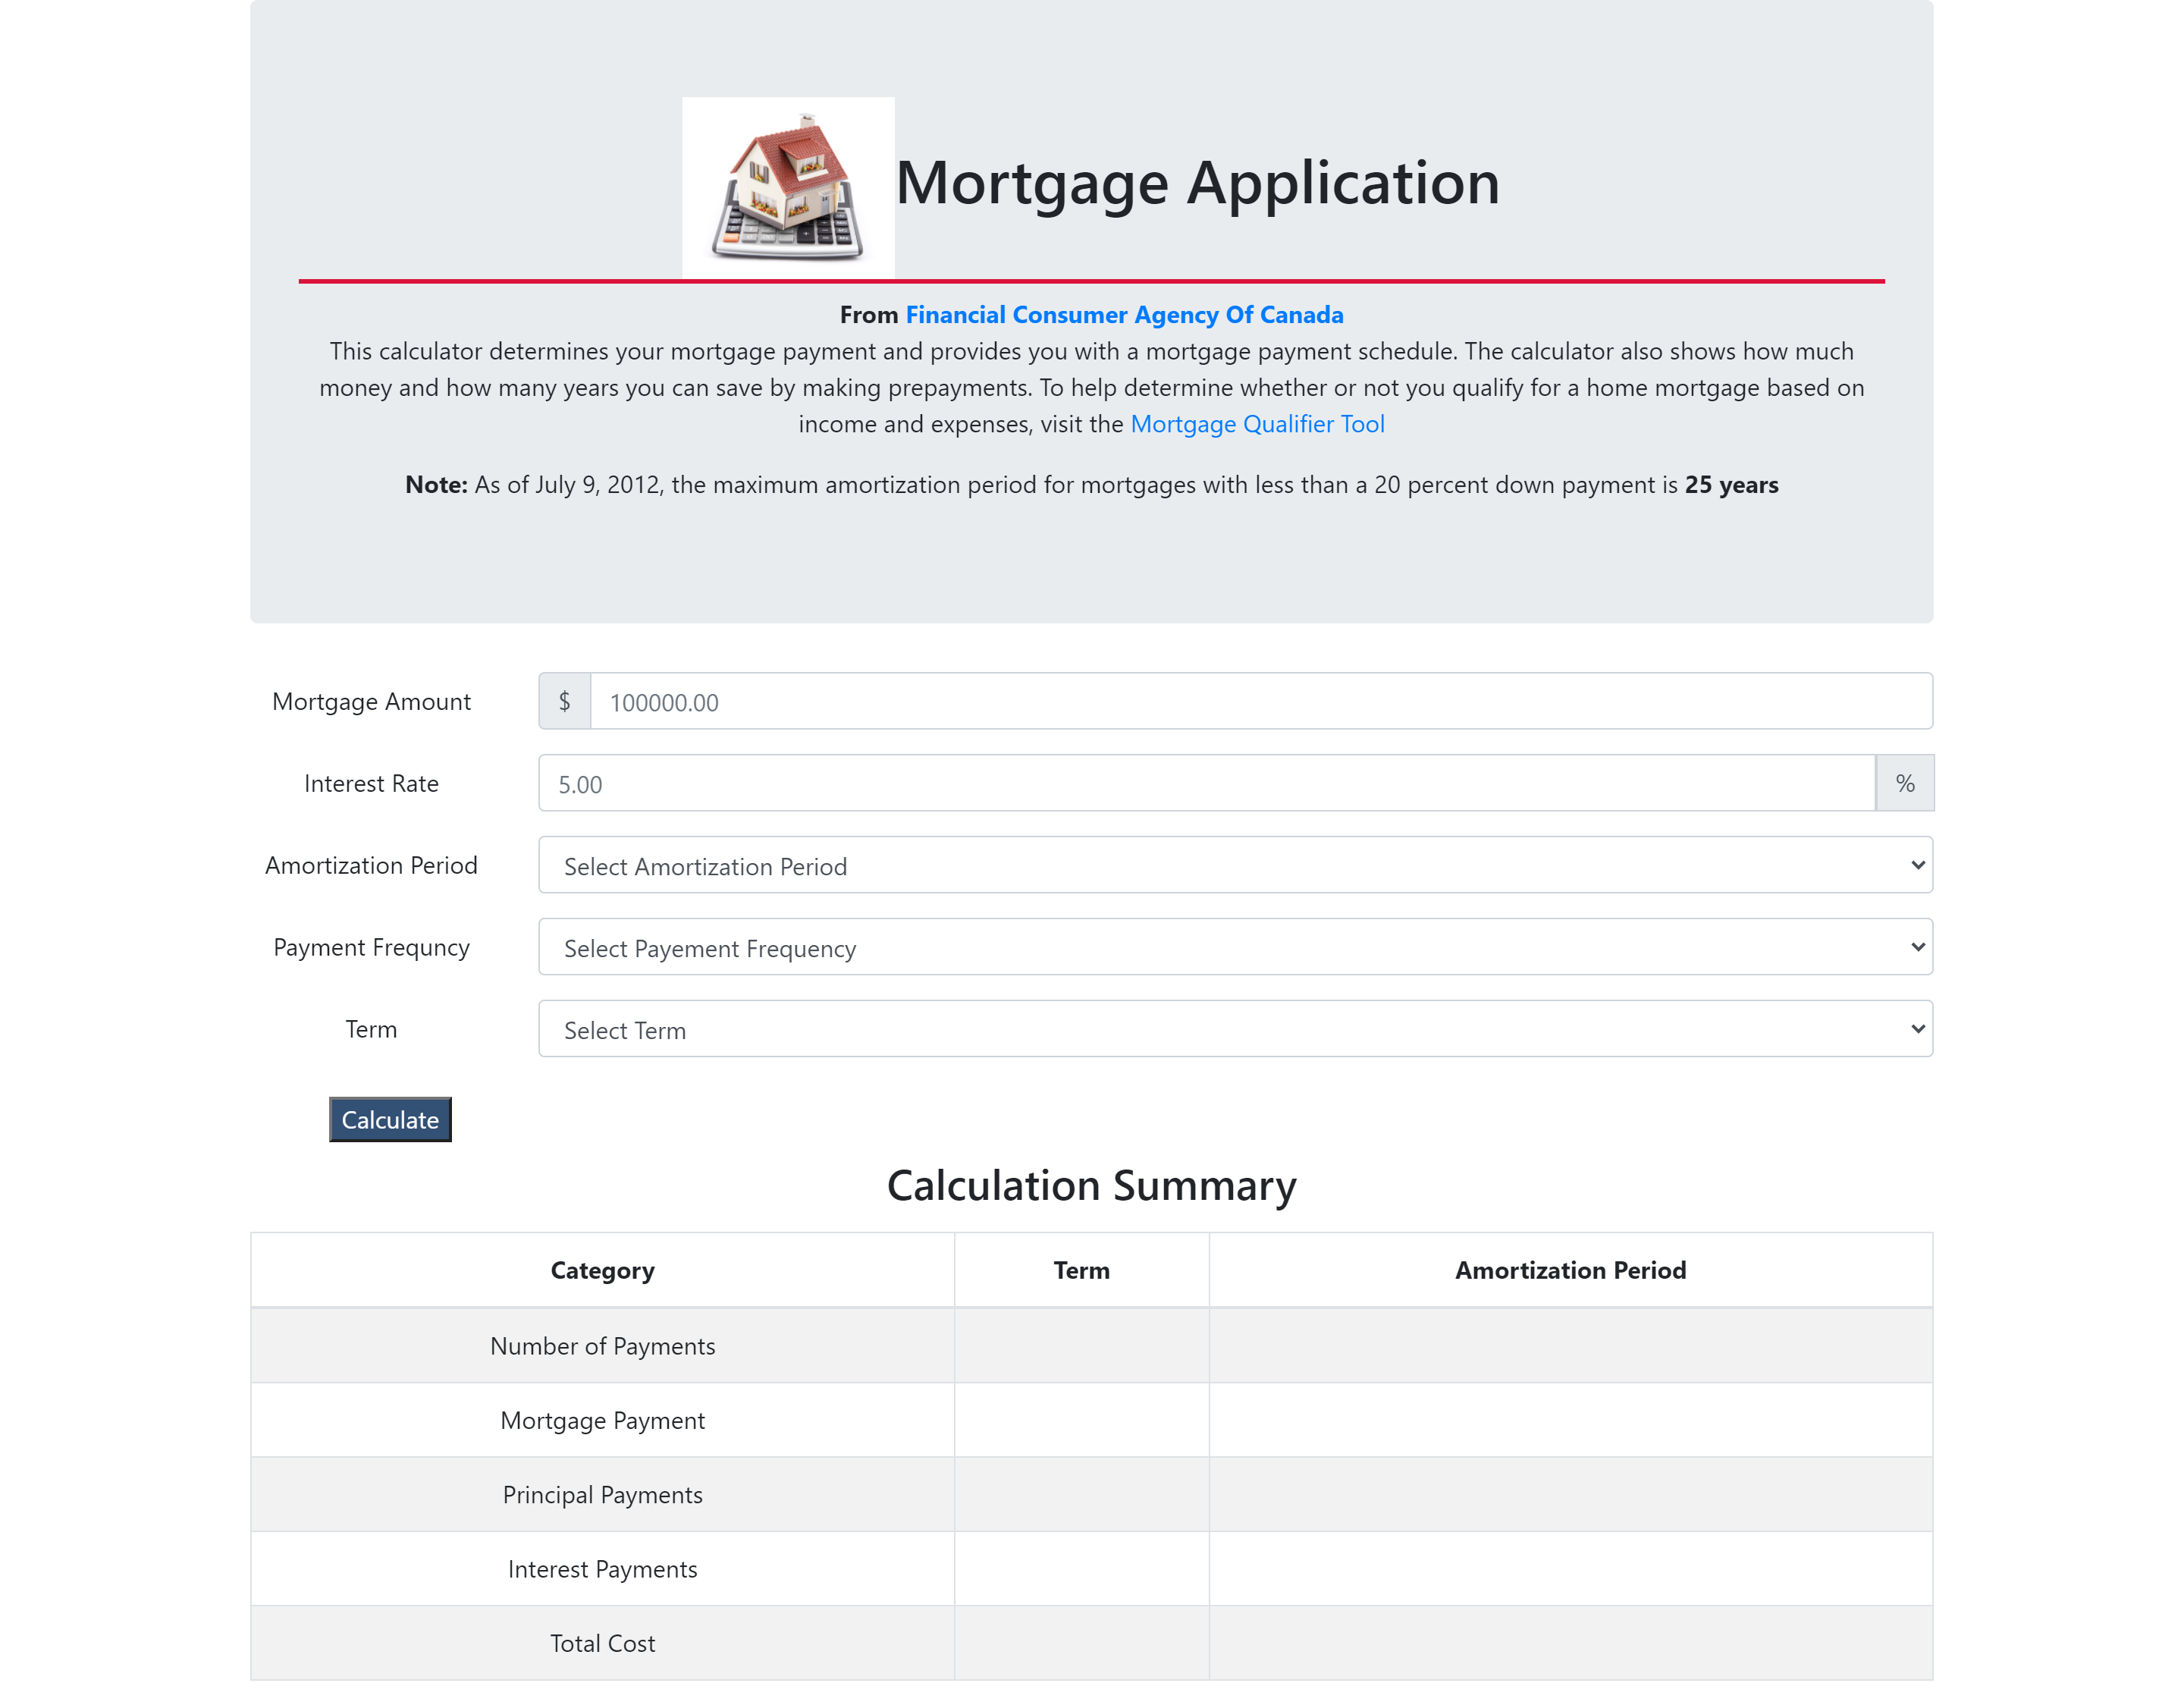 Mortgage Application
From Financial Consumer Agency Of Canada
This calculator determines your mortgage payment and provides you with a mortgage payment schedule. The calculator also shows how much
money and how many years you can save by making prepayments. To help determine whether or not you qualify for a home mortgage based on
income and expenses, visit the Mortgage Qualifier Tool
Note: As of July 9, 2012, the maximum amortization period for mortgages with less than a 20 percent down payment is 25 years
Mortgage Amount $ 100000.00
Interest Rate 5.00 %
Amortization Period Select Amortization Period
Payment Frequncy Select Payement Frequency
Term Select Term
Calculate
Calculation Summary
Category Term Amortization Period
Number of Payments
Mortgage Payment
Principal Payments
Interest Payments
Total Cost